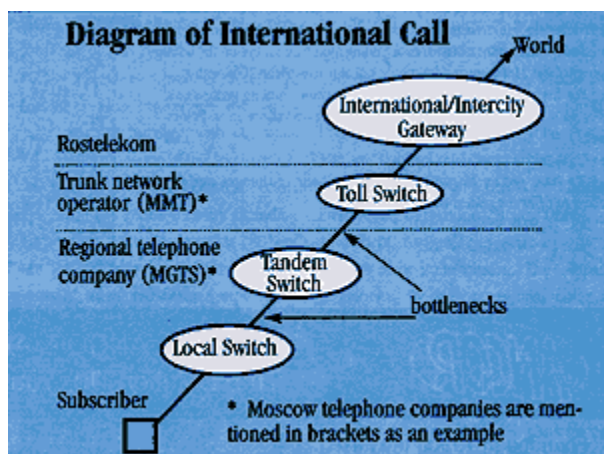 Diagram of International Call
World
International/Intercity
Gateway
Rostelekom
Trunk network
operator (MMT)*
Toll Switch
Regional telephone
company (MGTS)*
Tandem
Switch
bottlenecks
Local Switch
Subscriber
* Moscow telephone companies are men-
tioned in brackets as an example